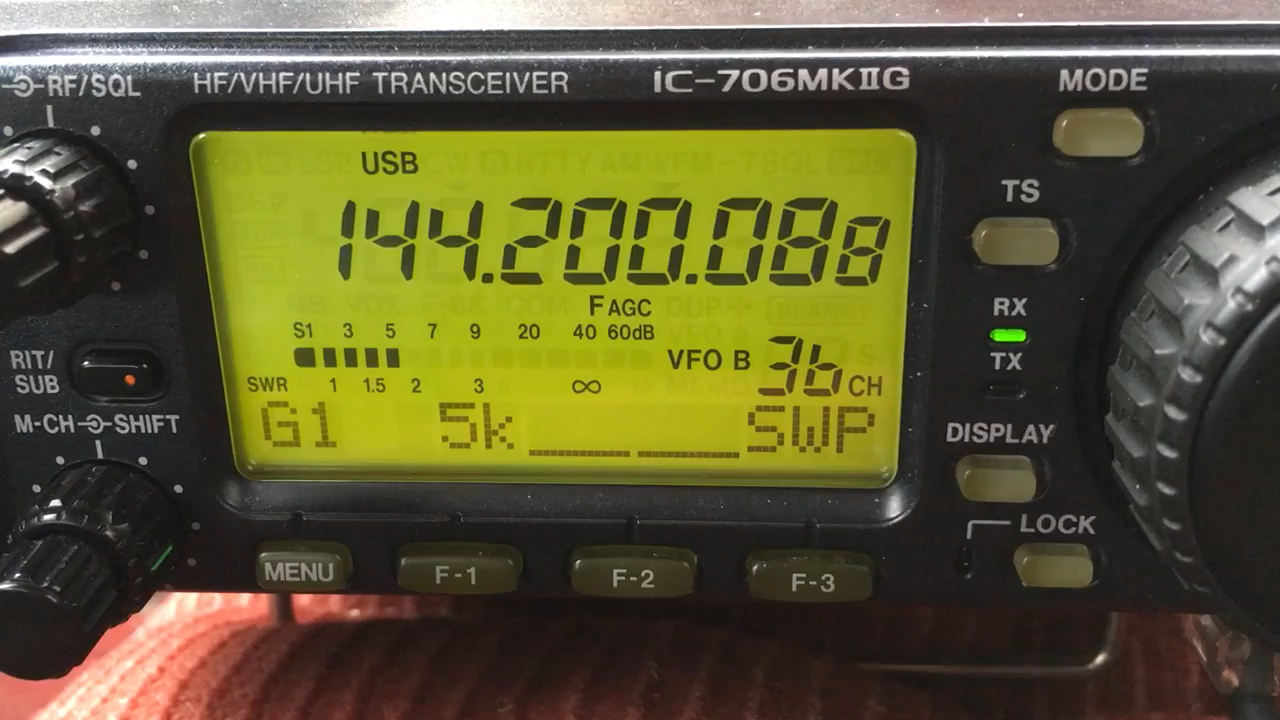 RF/SQL HF/VHF/UHF TRANSCEIVER iC-706MKIIG MODE
USB
TS
144.200.088
F AGC
RX
S1 3 5 7 9 20 40 60dB
VFO B 36 CH
TX
RIT/
SUB
SWR 1 1.5 2 3 ∞
M-CH SHIFT
G1 5k SWP
DISPLAY
LOCK
MENU F-1 F-2 F-3